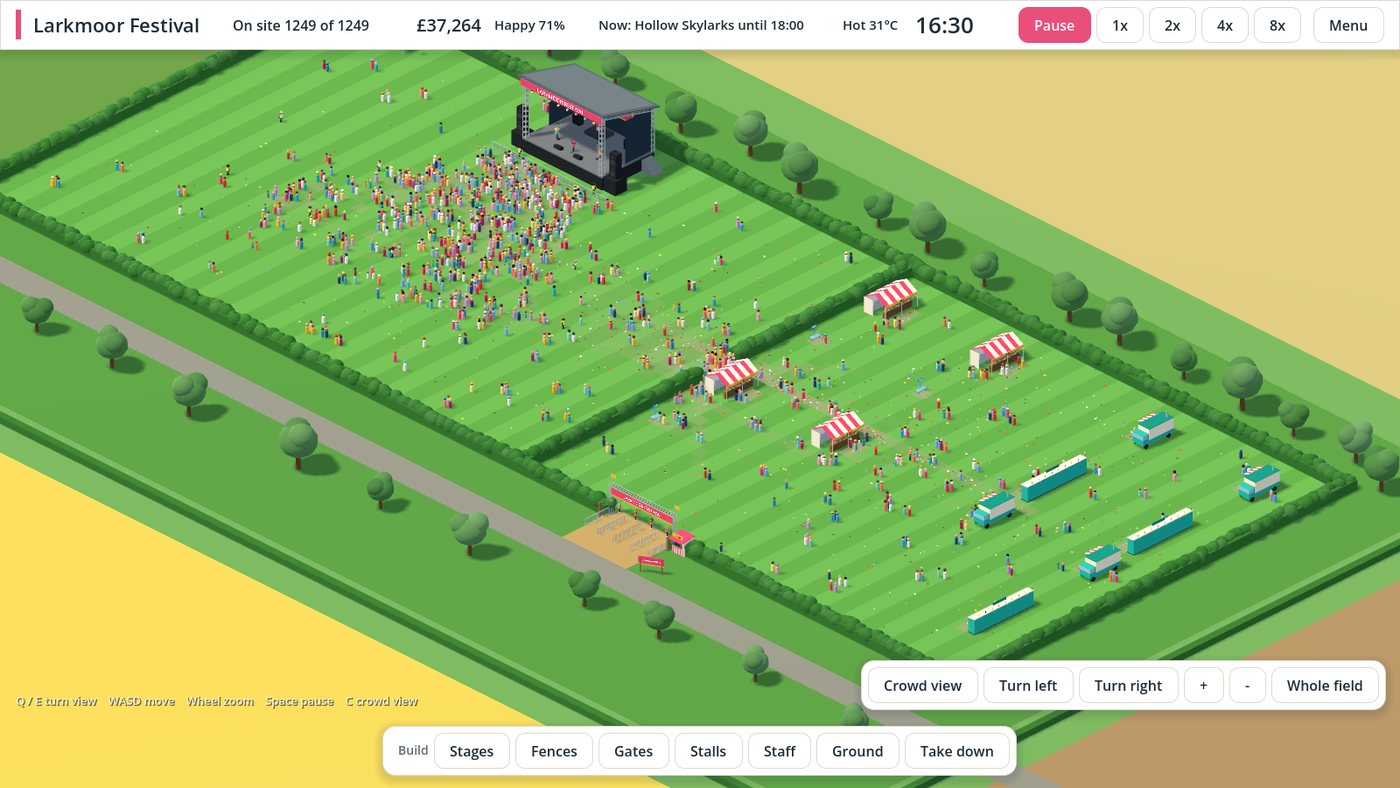 Larkmoor Festival
On site 1249 of 1249
£37,264
Happy 71%
Now: Hollow Skylarks until 18:00
Hot 31°C
16:30
Pause
1x
2x
4x
8x
Menu
Crowd view
Turn left
Turn right
+
-
Whole field
Q / E turn view
WASD move
Wheel zoom
Space pause
C crowd view
Build
Stages
Fences
Gates
Stalls
Staff
Ground
Take down